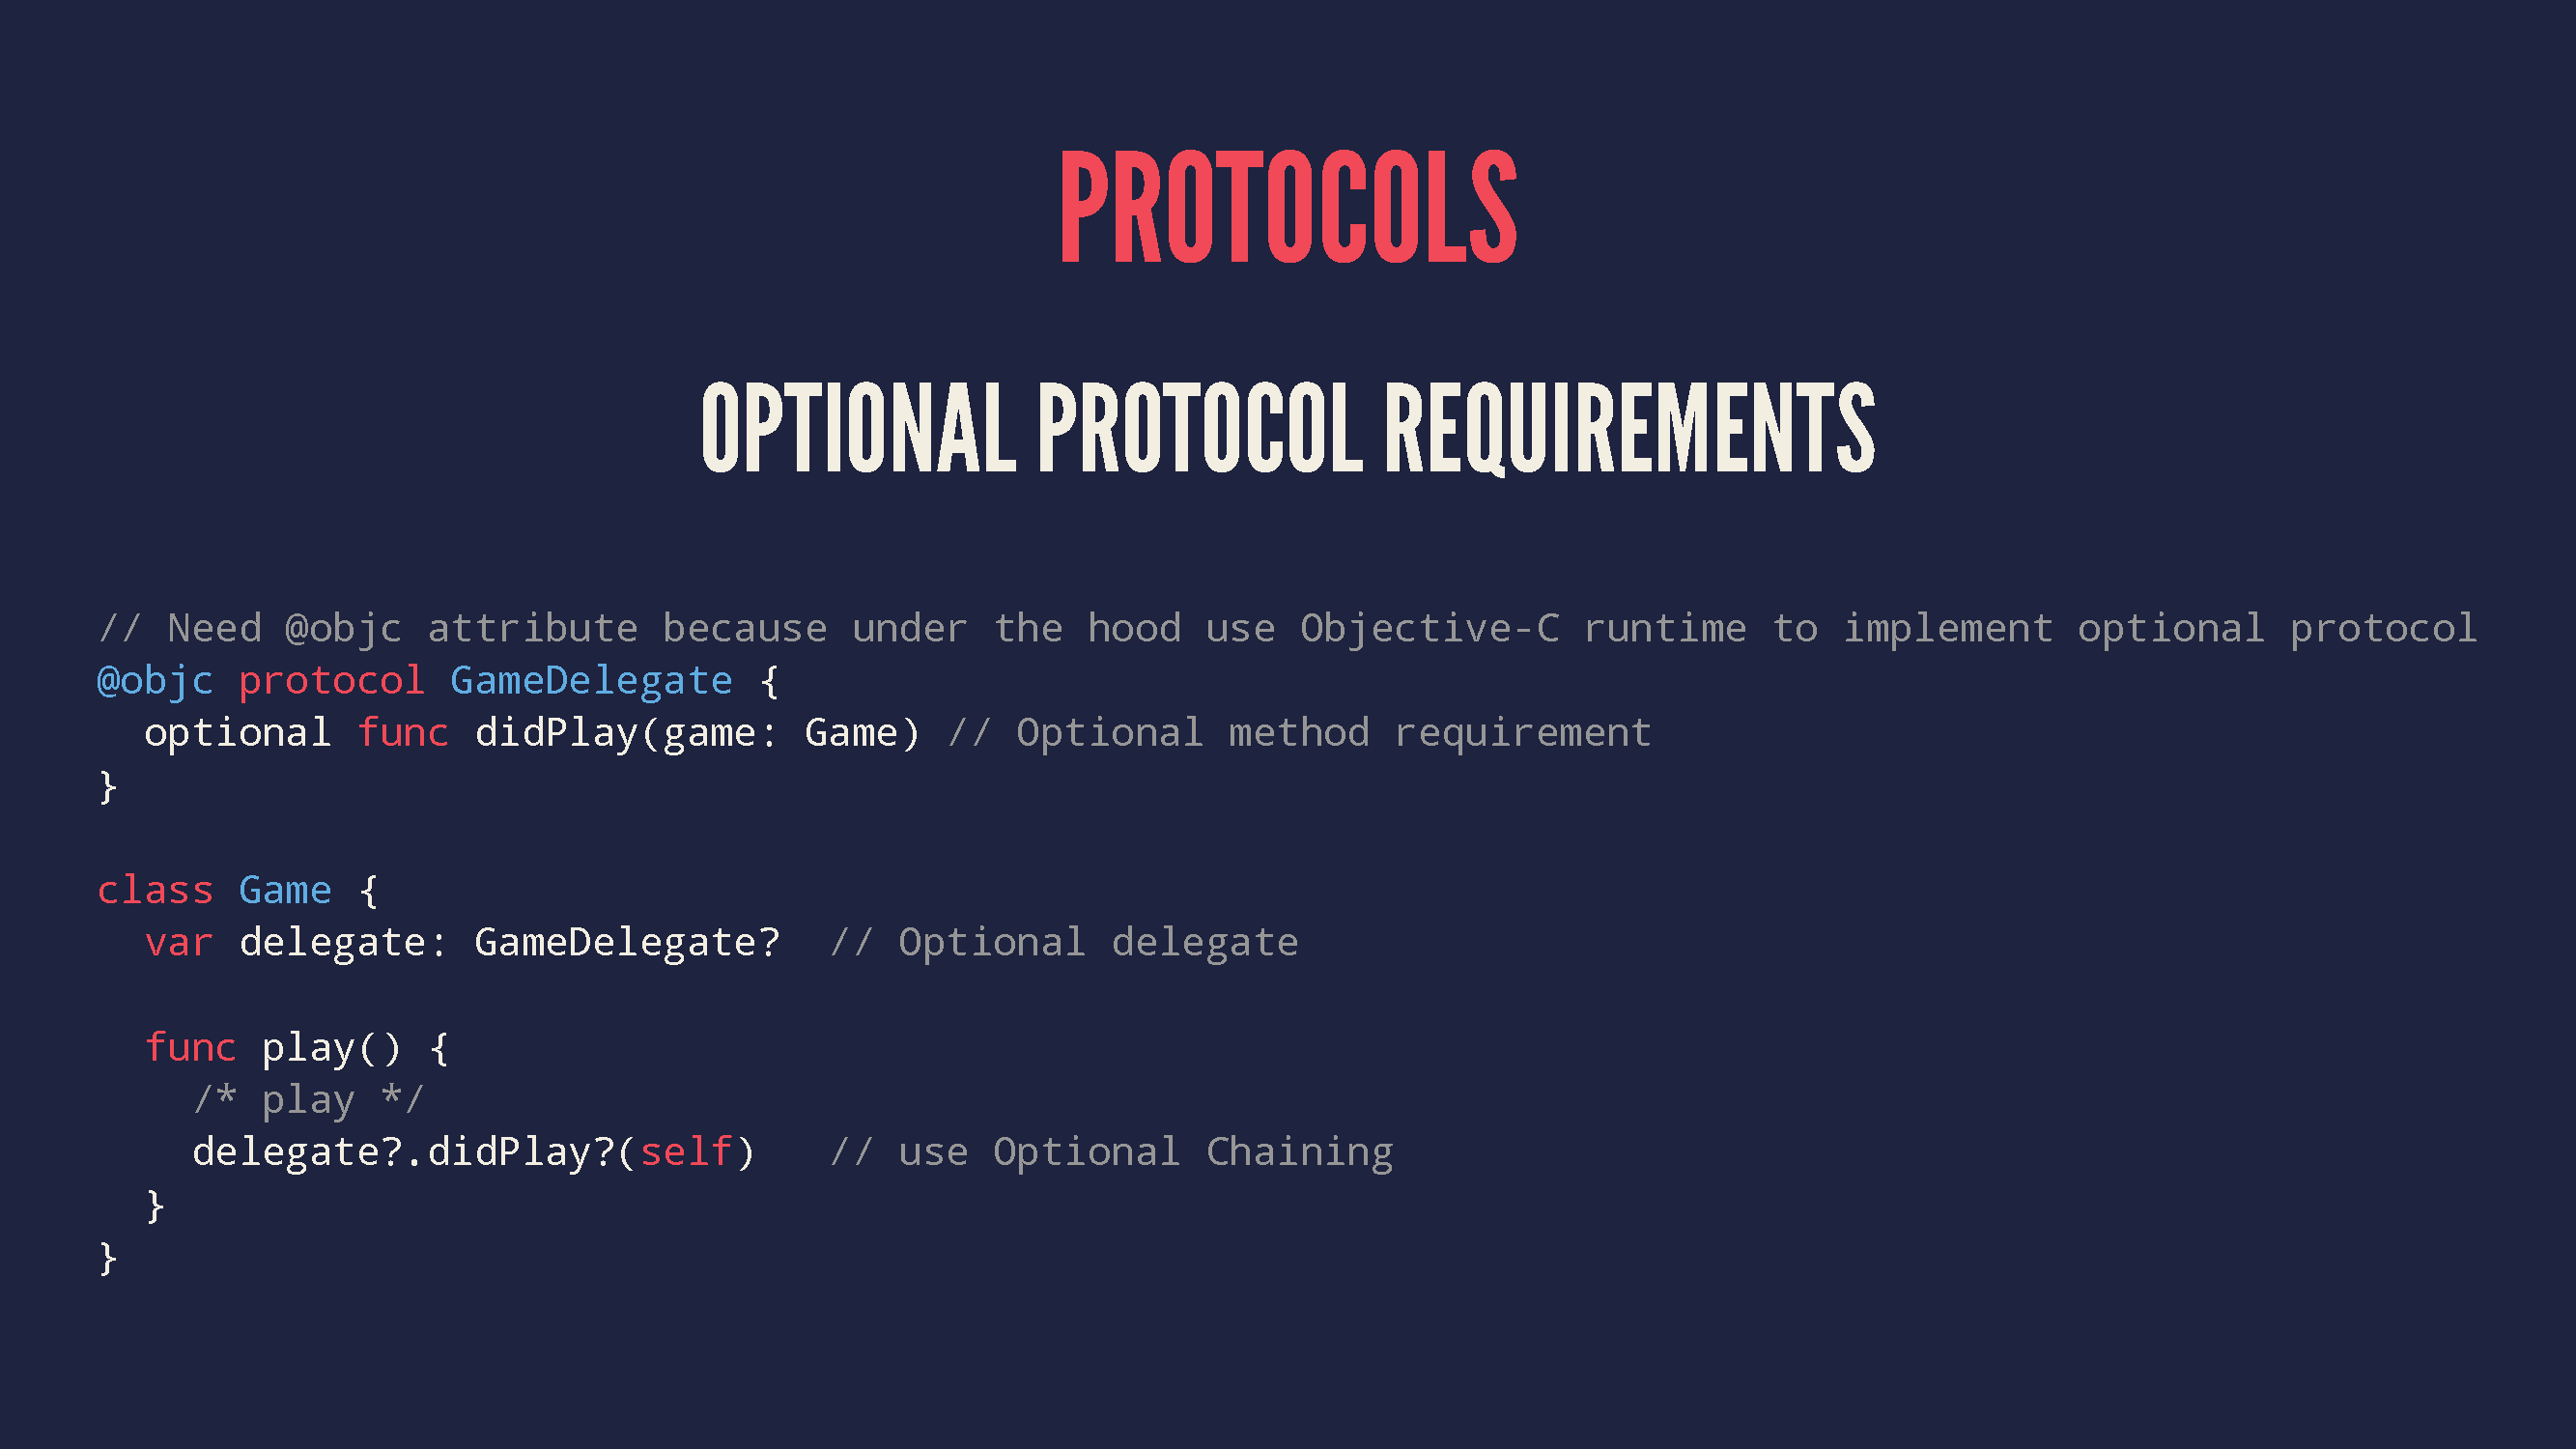 PROTOCOLS
OPTIONAL PROTOCOL REQUIREMENTS
// Need @objc attribute because under the hood use Objective-C runtime to implement optional protocol
@objc protocol GameDelegate {
  optional func didPlay(game: Game) // Optional method requirement
}
class Game {
  var delegate: GameDelegate?  // Optional delegate
  func play() {
    /* play */
    delegate?.didPlay?(self)   // use Optional Chaining
  }
}